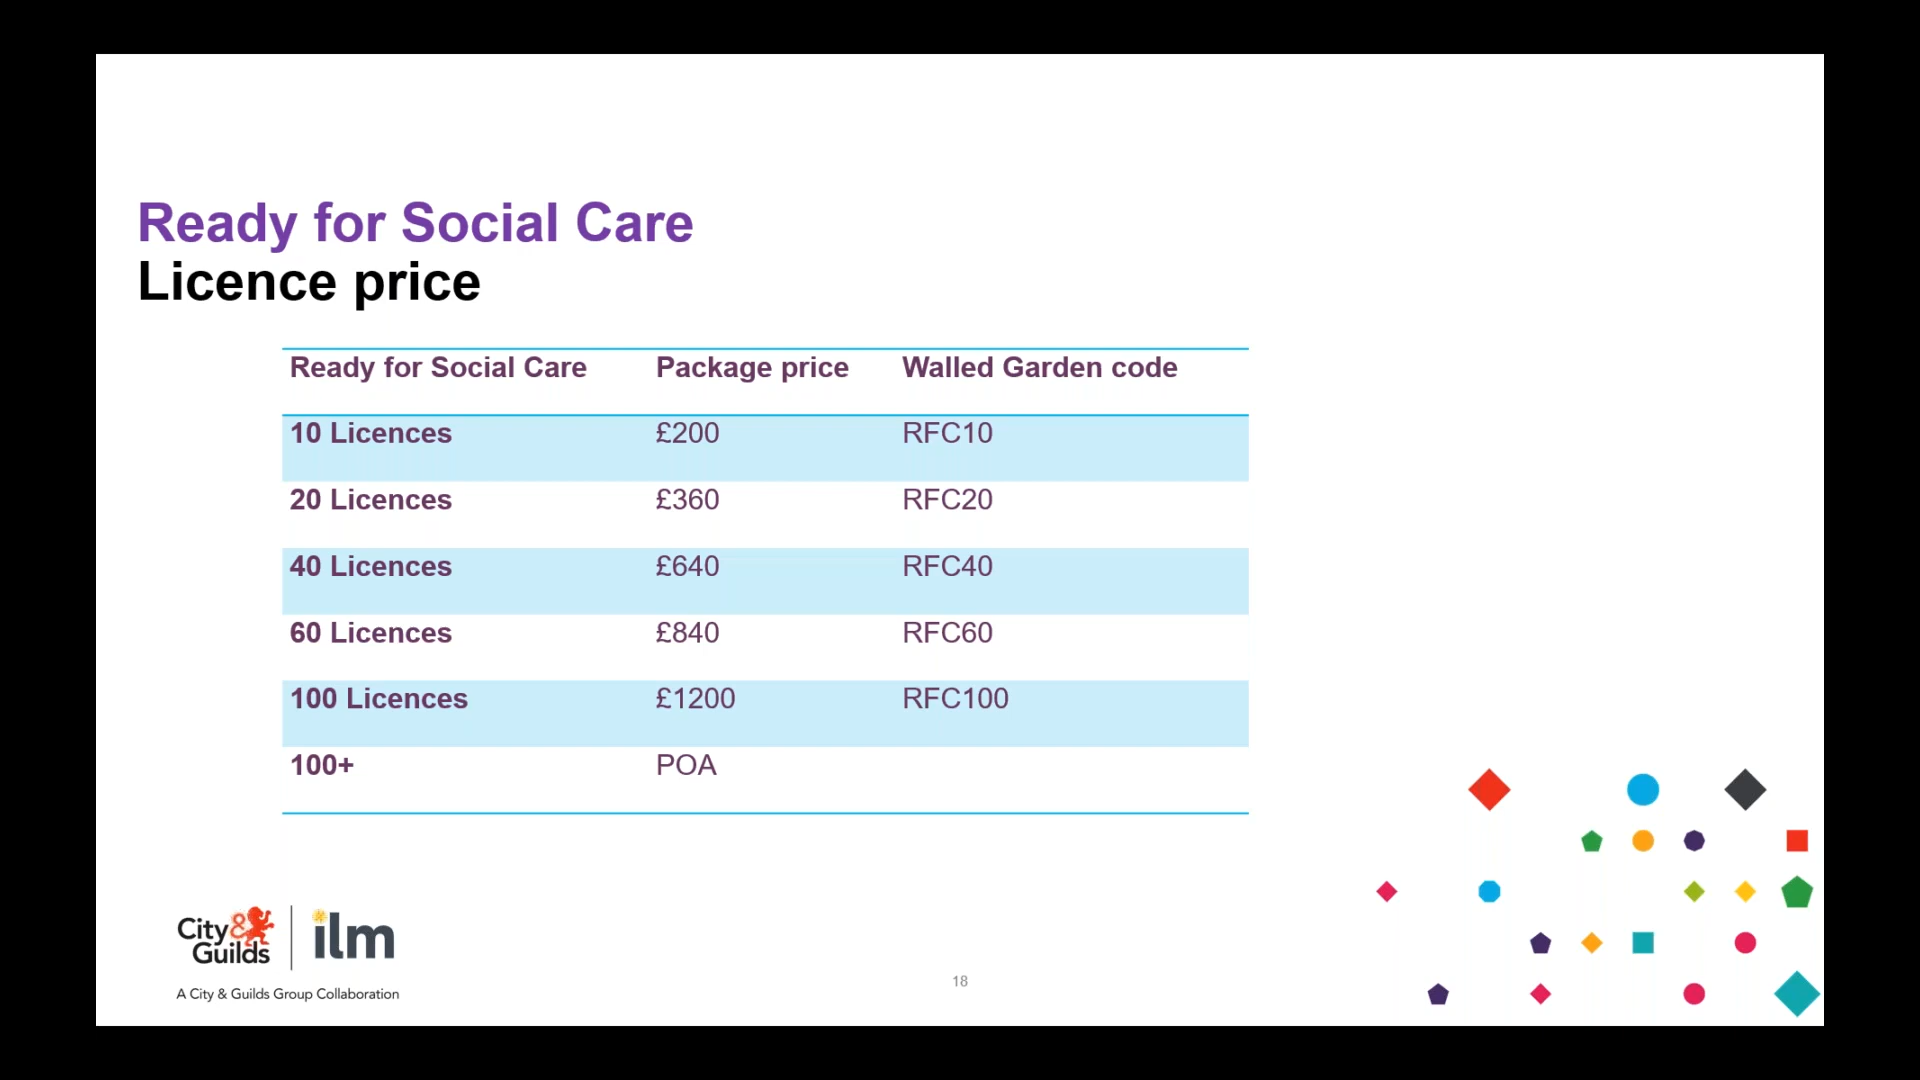 Ready for Social Care
Licence price
Ready for Social Care Package price Walled Garden code
10 Licences £200 RFC10
20 Licences £360 RFC20
40 Licences £640 RFC40
60 Licences £840 RFC60
100 Licences £1200 RFC100
100+ POA
City & Guilds
ilm
A City & Guilds Group Collaboration
18